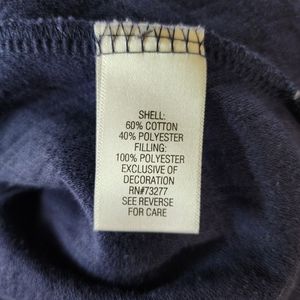 SHELL:
60% COTTON
40% POLYESTER
FILLING:
100% POLYESTER
EXCLUSIVE OF
DECORATION
RN#73277
SEE REVERSE
FOR CARE